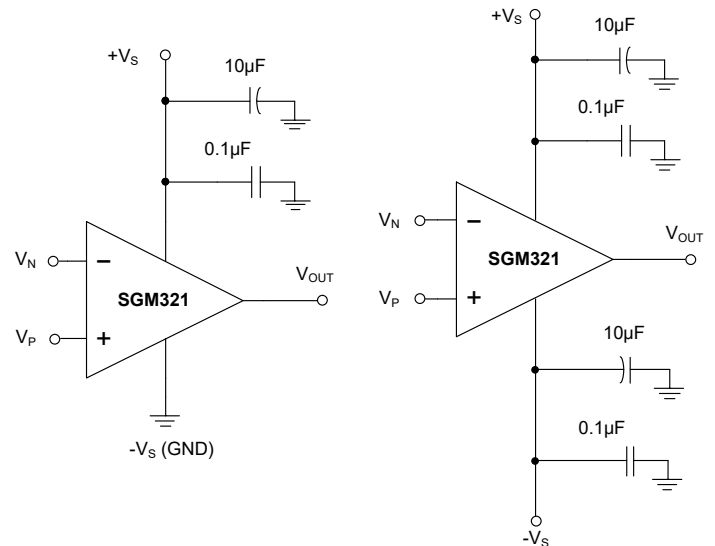 +VS
10µF
0.1µF
VN
−
SGM321
VOUT
VP
+
-VS (GND)
+VS
10µF
0.1µF
VN
−
SGM321
VOUT
VP
+
10µF
0.1µF
-VS